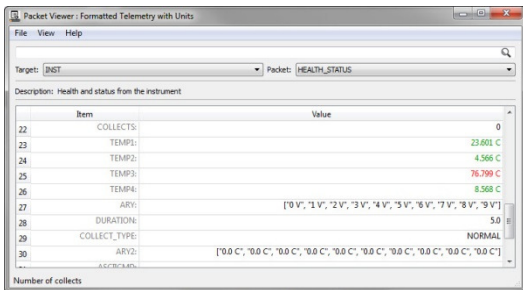 Packet Viewer : Formatted Telemetry with Units
File View Help
Target: INST Packet: HEALTH_STATUS
Description: Health and status from the instrument
Item Value
22 COLLECTS: 0
23 TEMP1: 23.601 C
24 TEMP2: 4.566 C
25 TEMP3: 76.799 C
26 TEMP4: 8.568 C
27 ARY: ["0 V", "1 V", "2 V", "3 V", "4 V", "5 V", "6 V", "7 V", "8 V", "9 V"]
28 DURATION: 5.0
29 COLLECT_TYPE: NORMAL
30 ARY2: ["0.0 C", "0.0 C", "0.0 C", "0.0 C", "0.0 C", "0.0 C", "0.0 C", "0.0 C", "0.0 C", "0.0 C"]
Number of collects